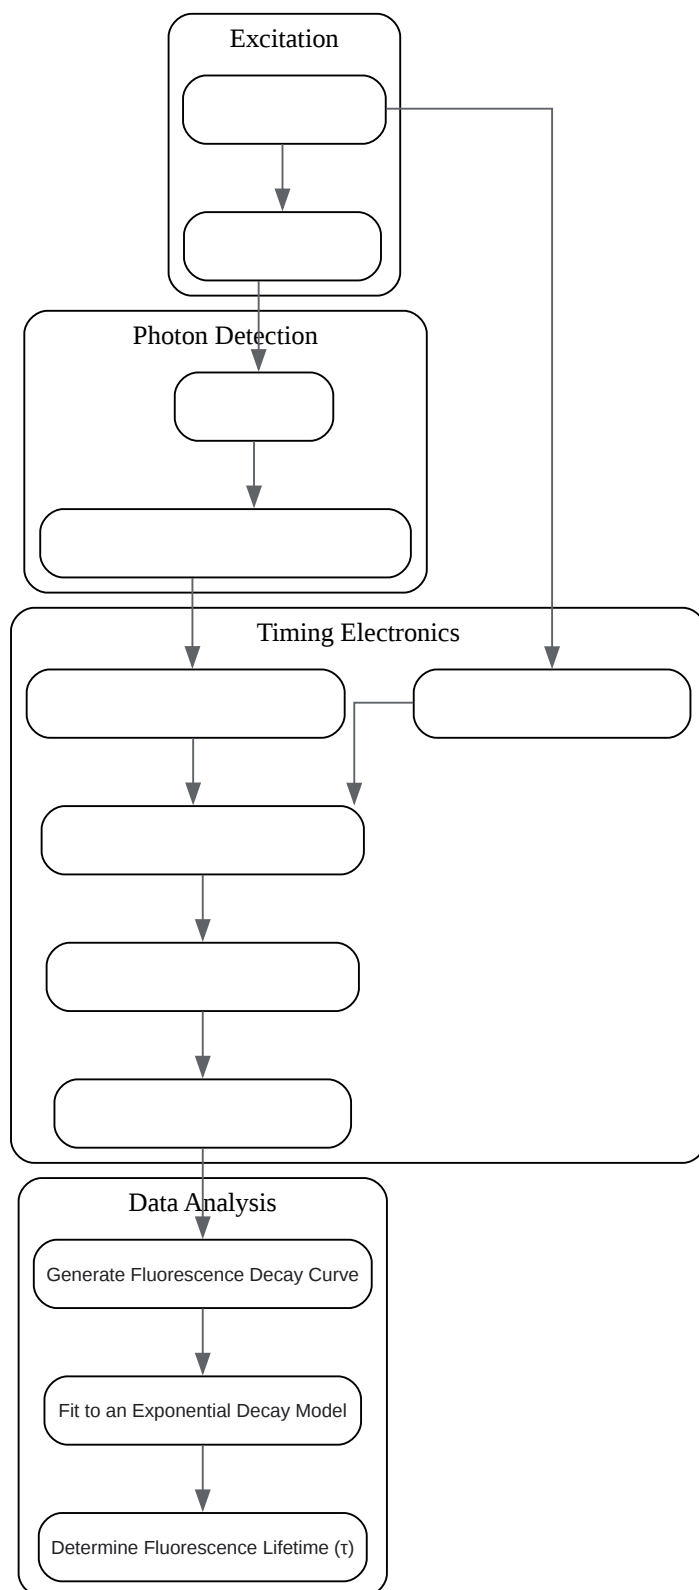 Excitation
Photon Detection
Timing Electronics
Data Analysis
Generate Fluorescence Decay Curve
Fit to an Exponential Decay Model
Determine Fluorescence Lifetime (τ)